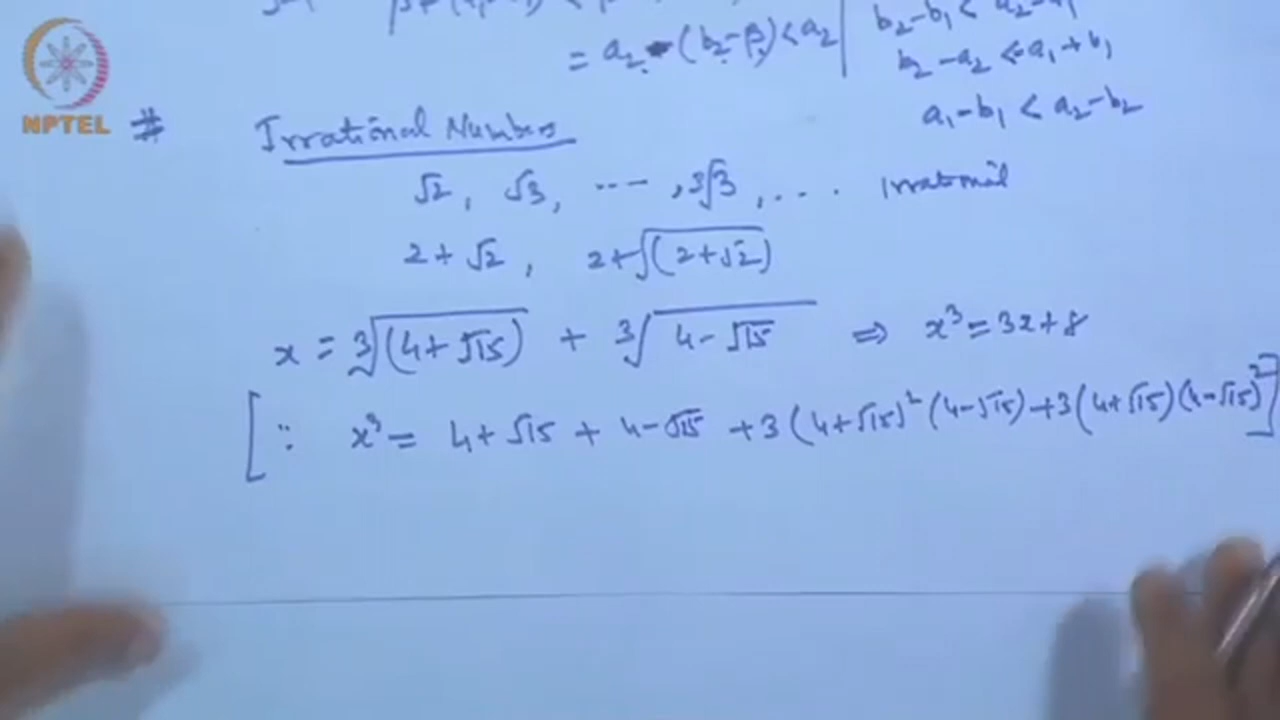 = a₂ - (b₂-β) < a₂
b₂-b₁ < a₂-a₁
b₂-a₂ < -a₁+b₁
a₁-b₁ < a₂-b₂
NPTEL
# Irrational Numbers
√2, √3, ---, ³√3, .... Irrational
2+√2, 2+√(2+√2)
x = ³√(4+√15) + ³√4-√15 ⇒ x³=3x+8
[∵ x³= 4+√15 + 4-√15 +3(4+√15)²(4-√15)+3(4+√15)(4-√15)²]